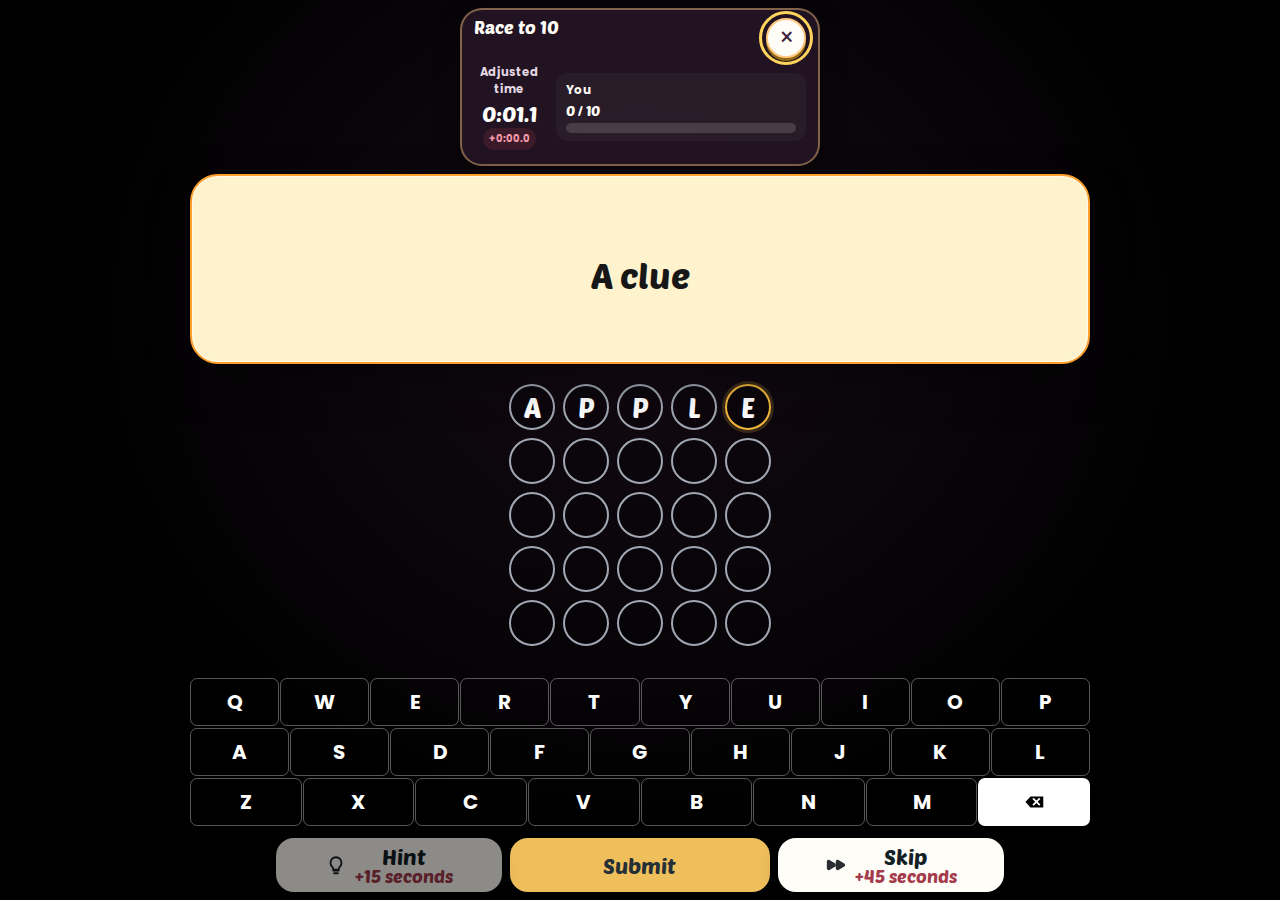 Race to 10
×
Adjusted
time
0:01.1
+0:00.0
You
0 / 10
A clue
A P P L E
Q W E R T Y U I O P
A S D F G H J K L
Z X C V B N M
Hint
+15 seconds
Submit
Skip
+45 seconds